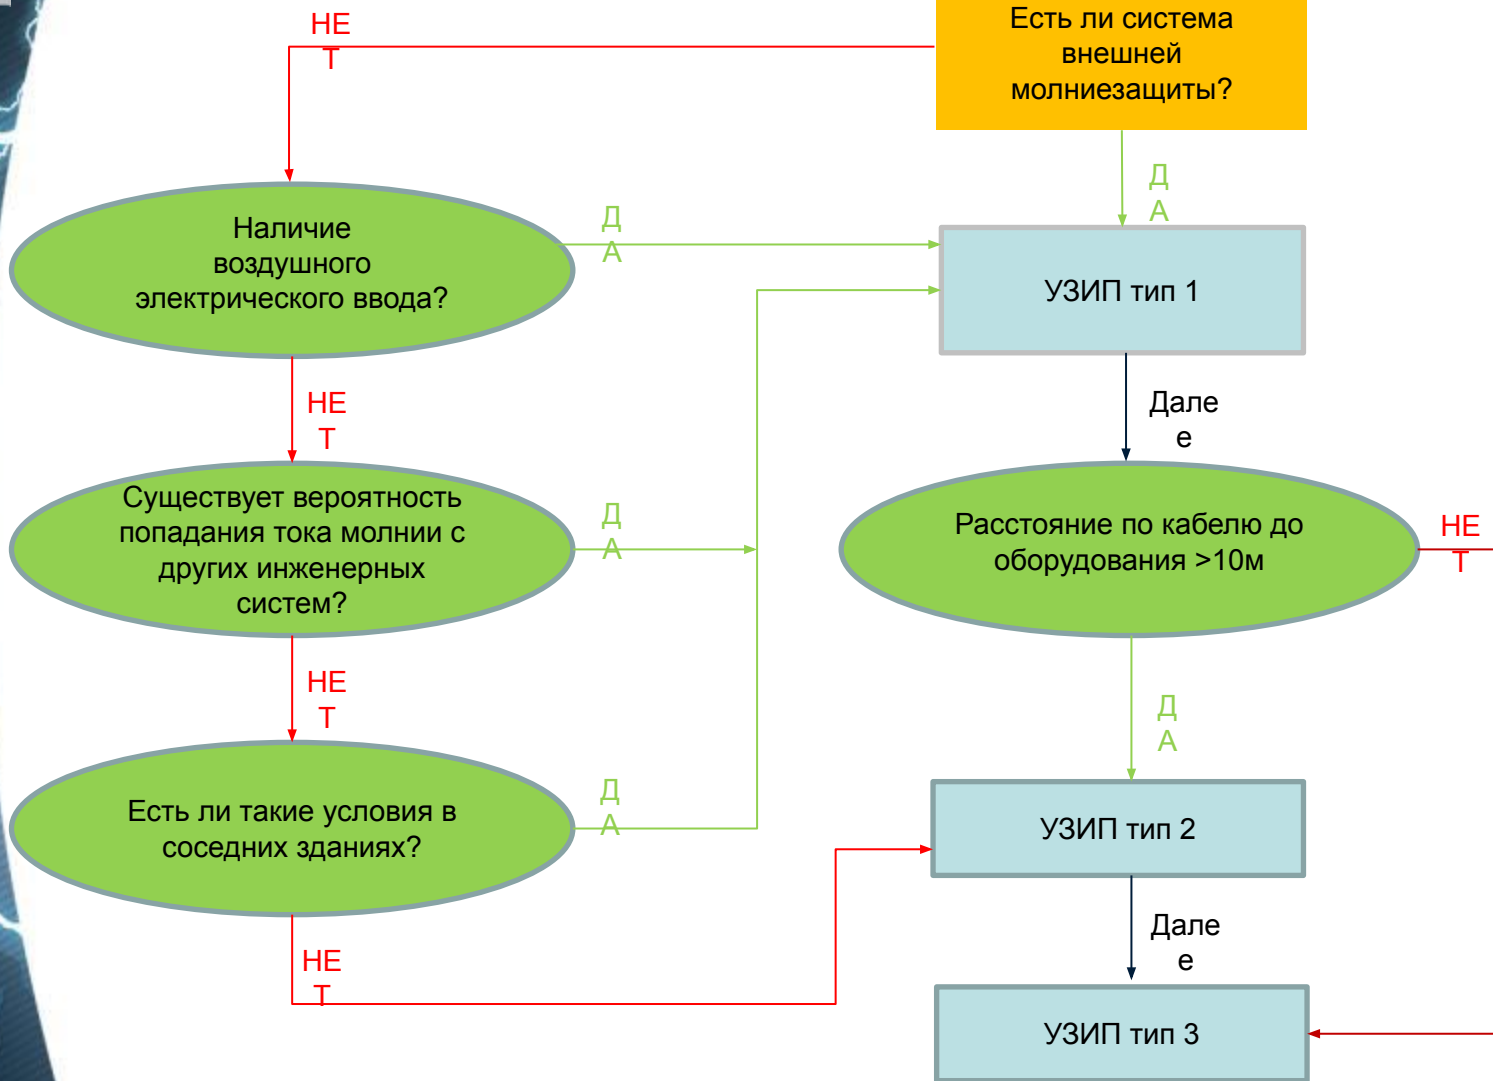 НЕ
Т
Есть ли система
внешней
молниезащиты?
Д
А
Наличие
воздушного
электрического ввода?
Д
А
УЗИП тип 1
НЕ
Т
Дале
е
Существует вероятность
попадания тока молнии с
других инженерных
систем?
Д
А
Расстояние по кабелю до
оборудования >10м
НЕ
Т
НЕ
Т
Д
А
Есть ли такие условия в
соседних зданиях?
Д
А
УЗИП тип 2
НЕ
Т
Дале
е
УЗИП тип 3